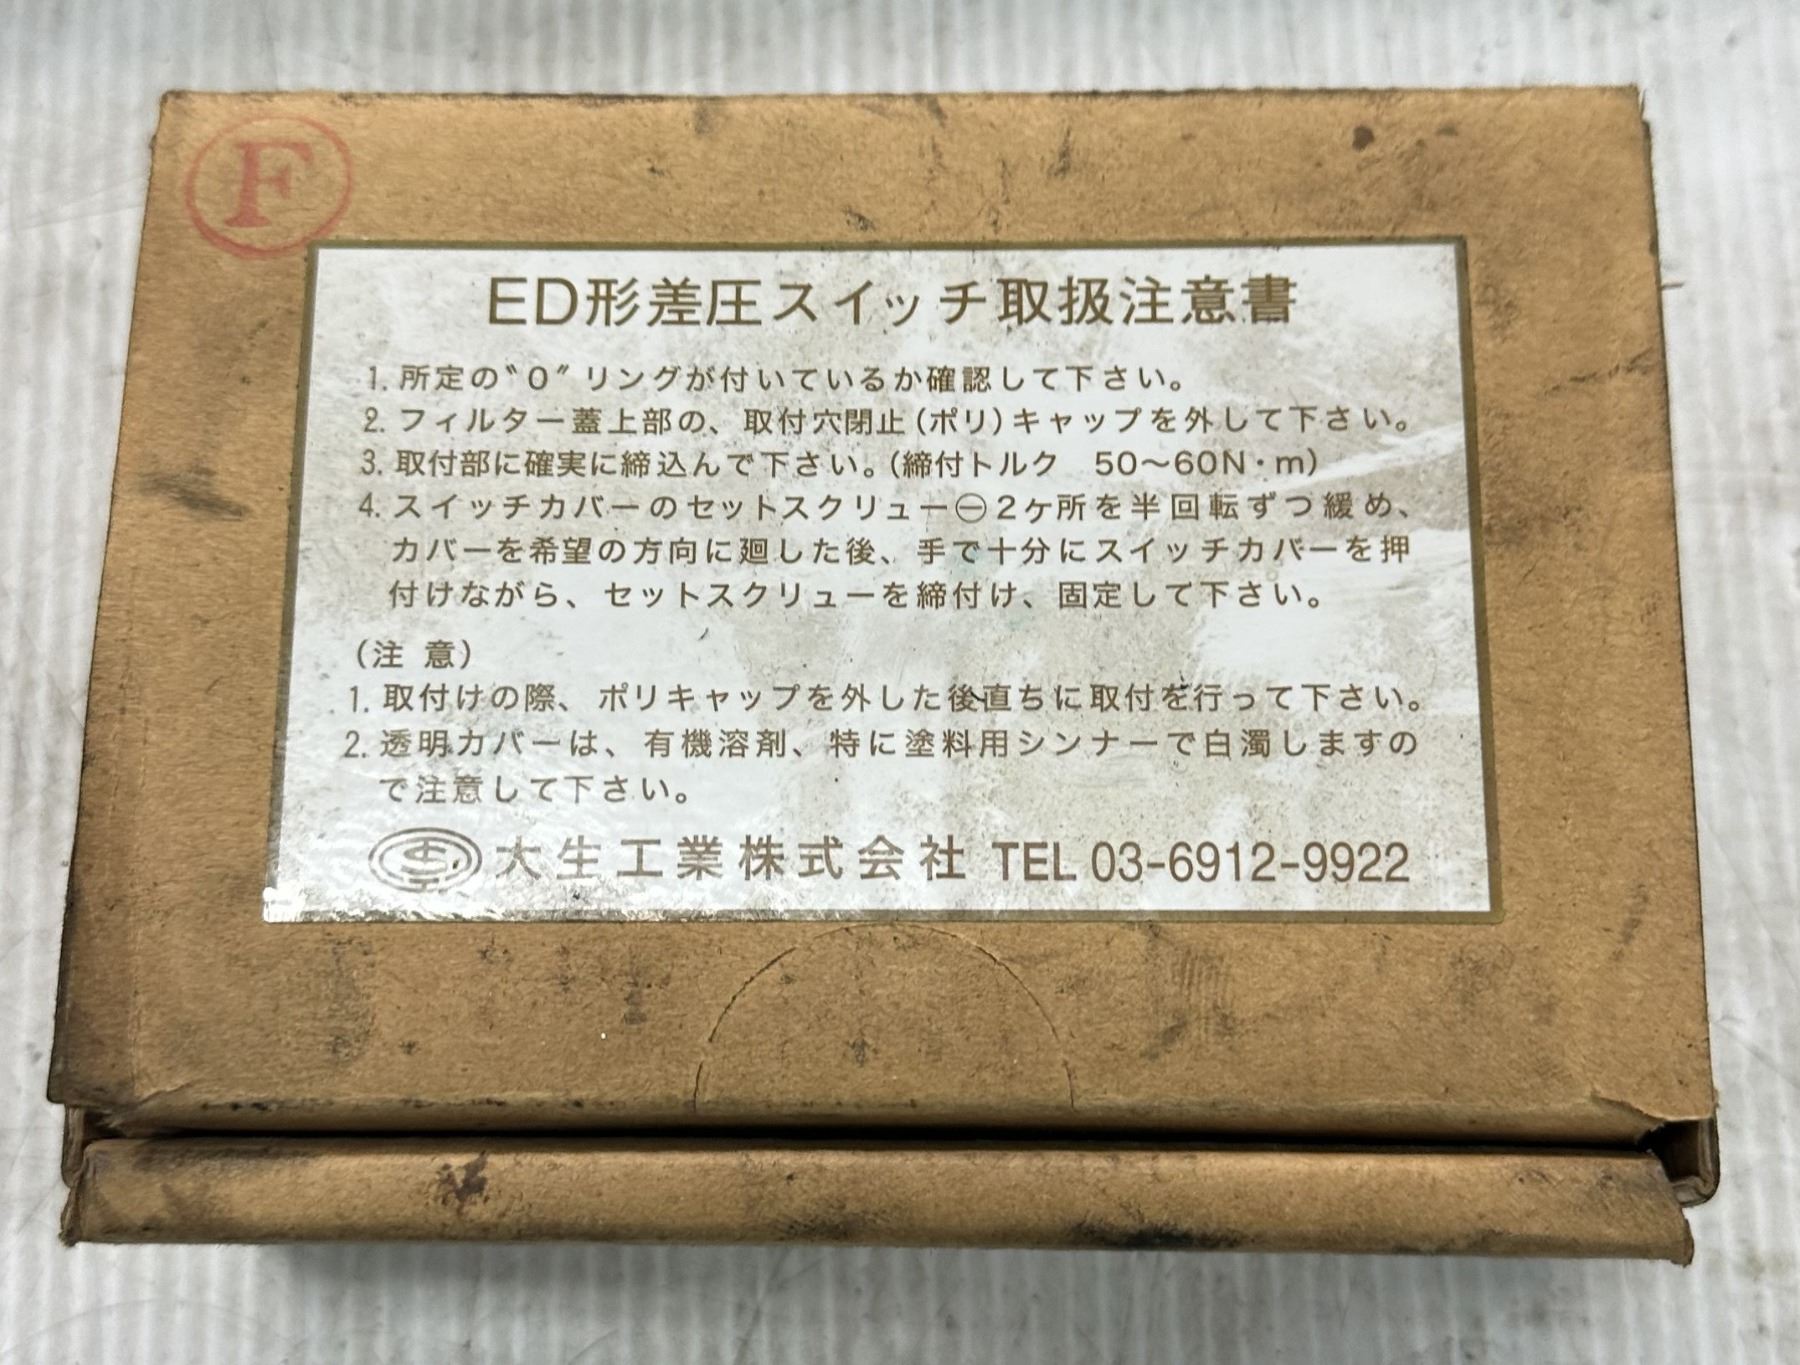 F
ED形差圧スイッチ取扱注意書
1. 所定の〝O〞リングが付いているか確認して下さい。
2. フィルター蓋上部の、取付穴閉止(ポリ)キャップを外して下さい。
3. 取付部に確実に締込んで下さい。(締付トルク 50〜60N・m)
4. スイッチカバーのセットスクリュー㊀2ケ所を半回転ずつ緩め、
カバーを希望の方向に廻した後、手で十分にスイッチカバーを押
付けながら、セットスクリューを締付け、固定して下さい。
(注 意)
1. 取付けの際、ポリキャップを外した後直ちに取付を行って下さい。
2. 透明カバーは、有機溶剤、特に塗料用シンナーで白濁しますの
で注意して下さい。
大生工業株式会社 TEL 03-6912-9922